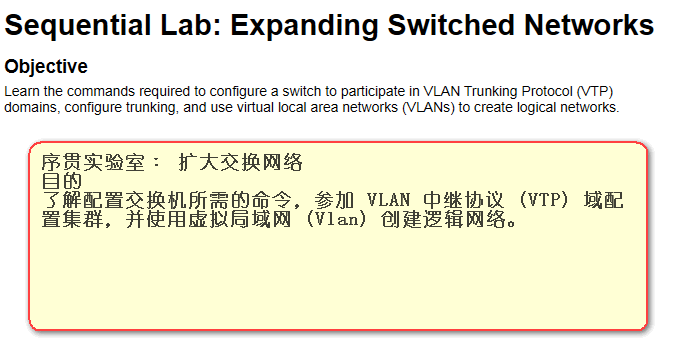 Sequential Lab: Expanding Switched Networks
Objective
Learn the commands required to configure a switch to participate in VLAN Trunking Protocol (VTP)
domains, configure trunking, and use virtual local area networks (VLANs) to create logical networks.
序贯实验室： 扩大交换网络
目的
了解配置交换机所需的命令，参加 VLAN 中继协议 (VTP) 域配
置集群，并使用虚拟局域网 (Vlan) 创建逻辑网络。